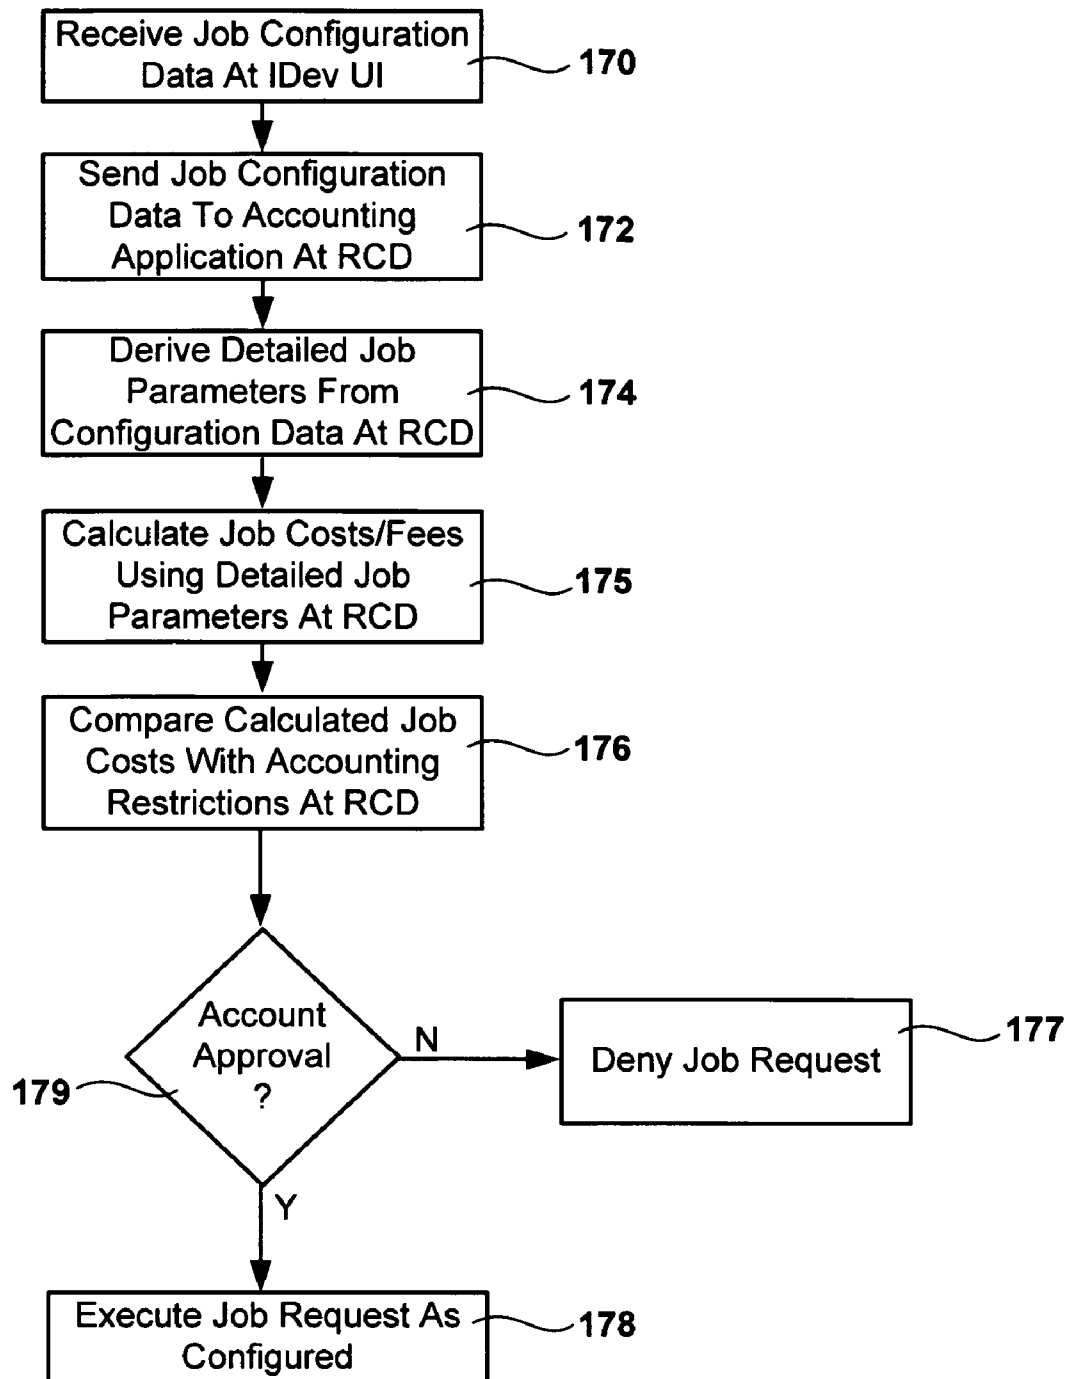 Receive Job Configuration
Data At IDev UI
170
Send Job Configuration
Data To Accounting
Application At RCD
172
Derive Detailed Job
Parameters From
Configuration Data At RCD
174
Calculate Job Costs/Fees
Using Detailed Job
Parameters At RCD
175
Compare Calculated Job
Costs With Accounting
Restrictions At RCD
176
Account
Approval
?
179
N
Deny Job Request
177
Y
Execute Job Request As
Configured
178